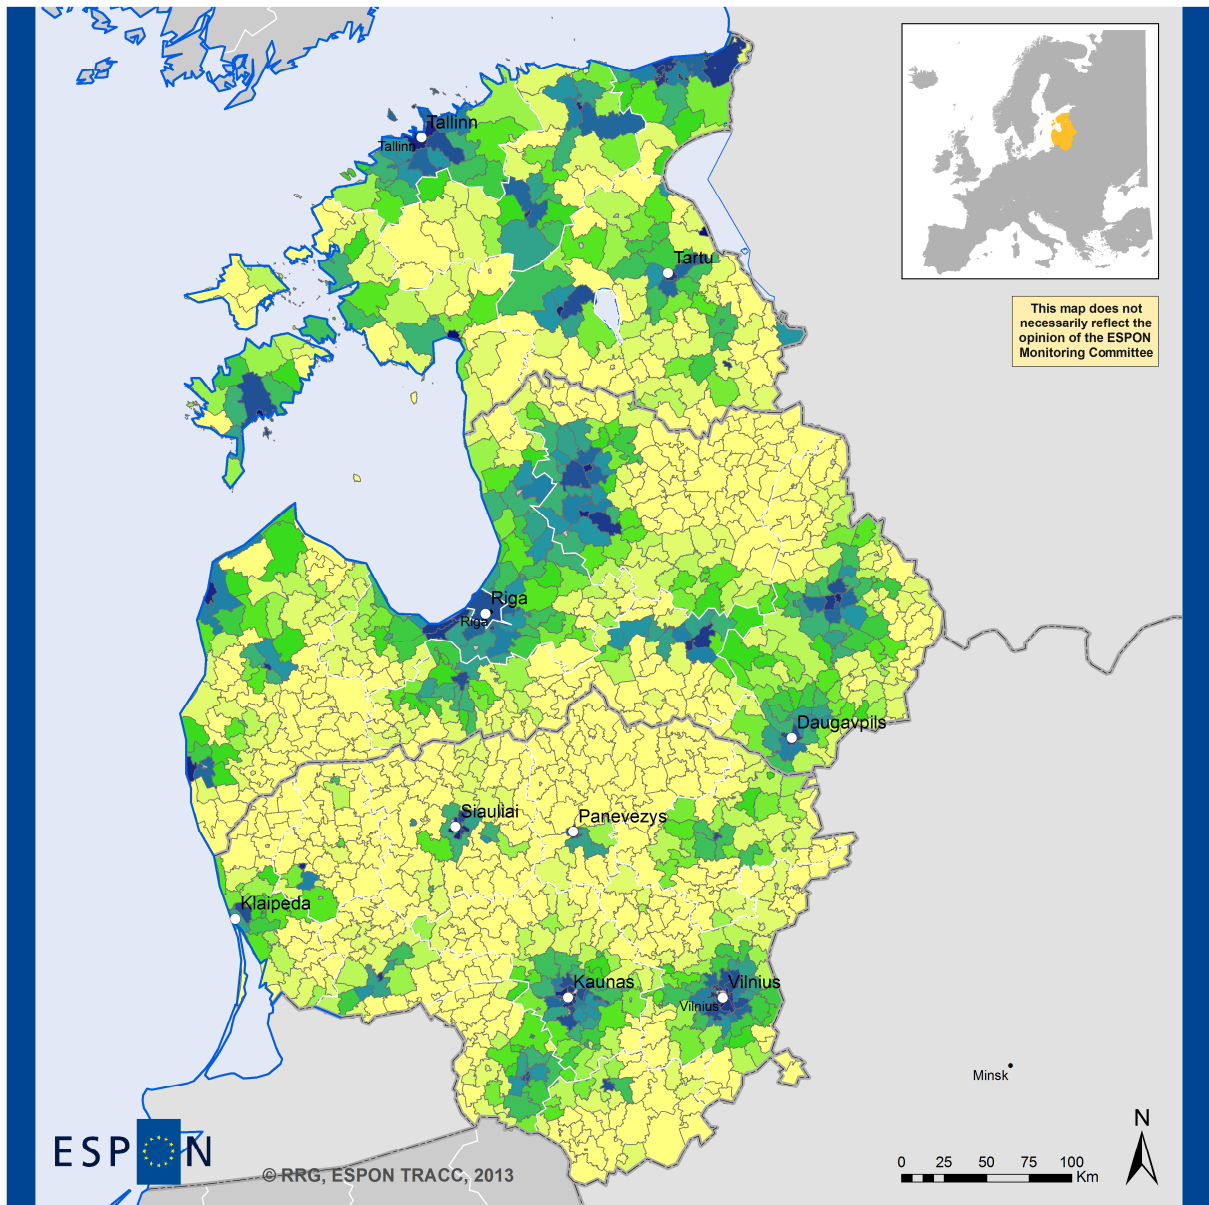 Tallinn
Tallinn
Tartu
This map does not
necessarily reflect the
opinion of the ESPON
Monitoring Committee
Riga
Riga
Daugavpils
Siauliai
Panevezys
Klaipeda
Kaunas
Vilnius
Vilnius
Minsk
N
ESPON
© RRG, ESPON TRACC, 2013
0 25 50 75 100
Km